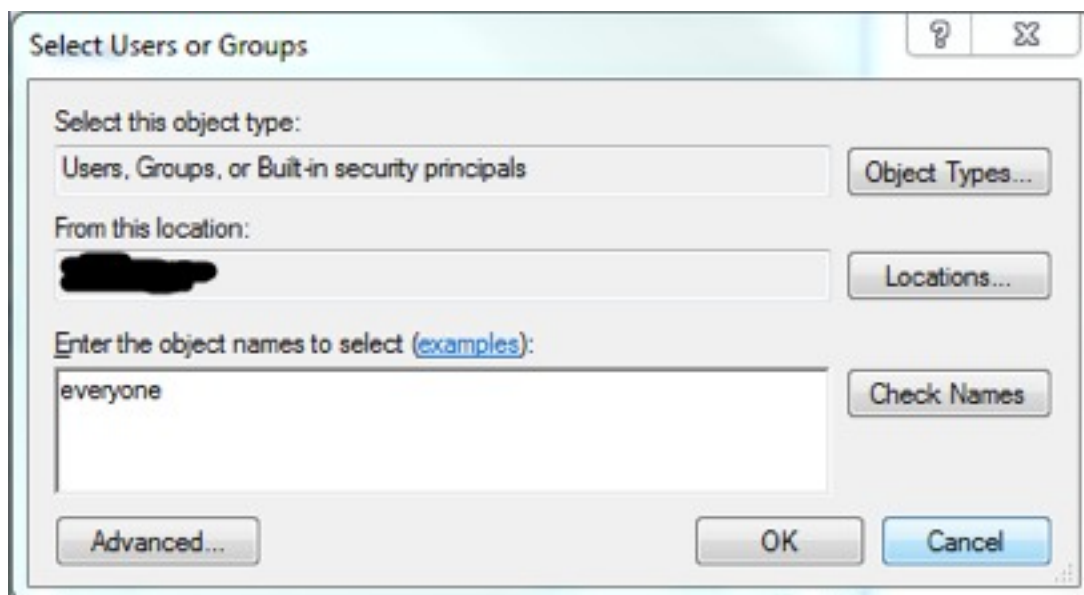 Select Users or Groups
Select this object type:
Users, Groups, or Built-in security principals
Object Types...
From this location:
Locations...
Enter the object names to select (examples):
everyone
Check Names
Advanced...
OK
Cancel